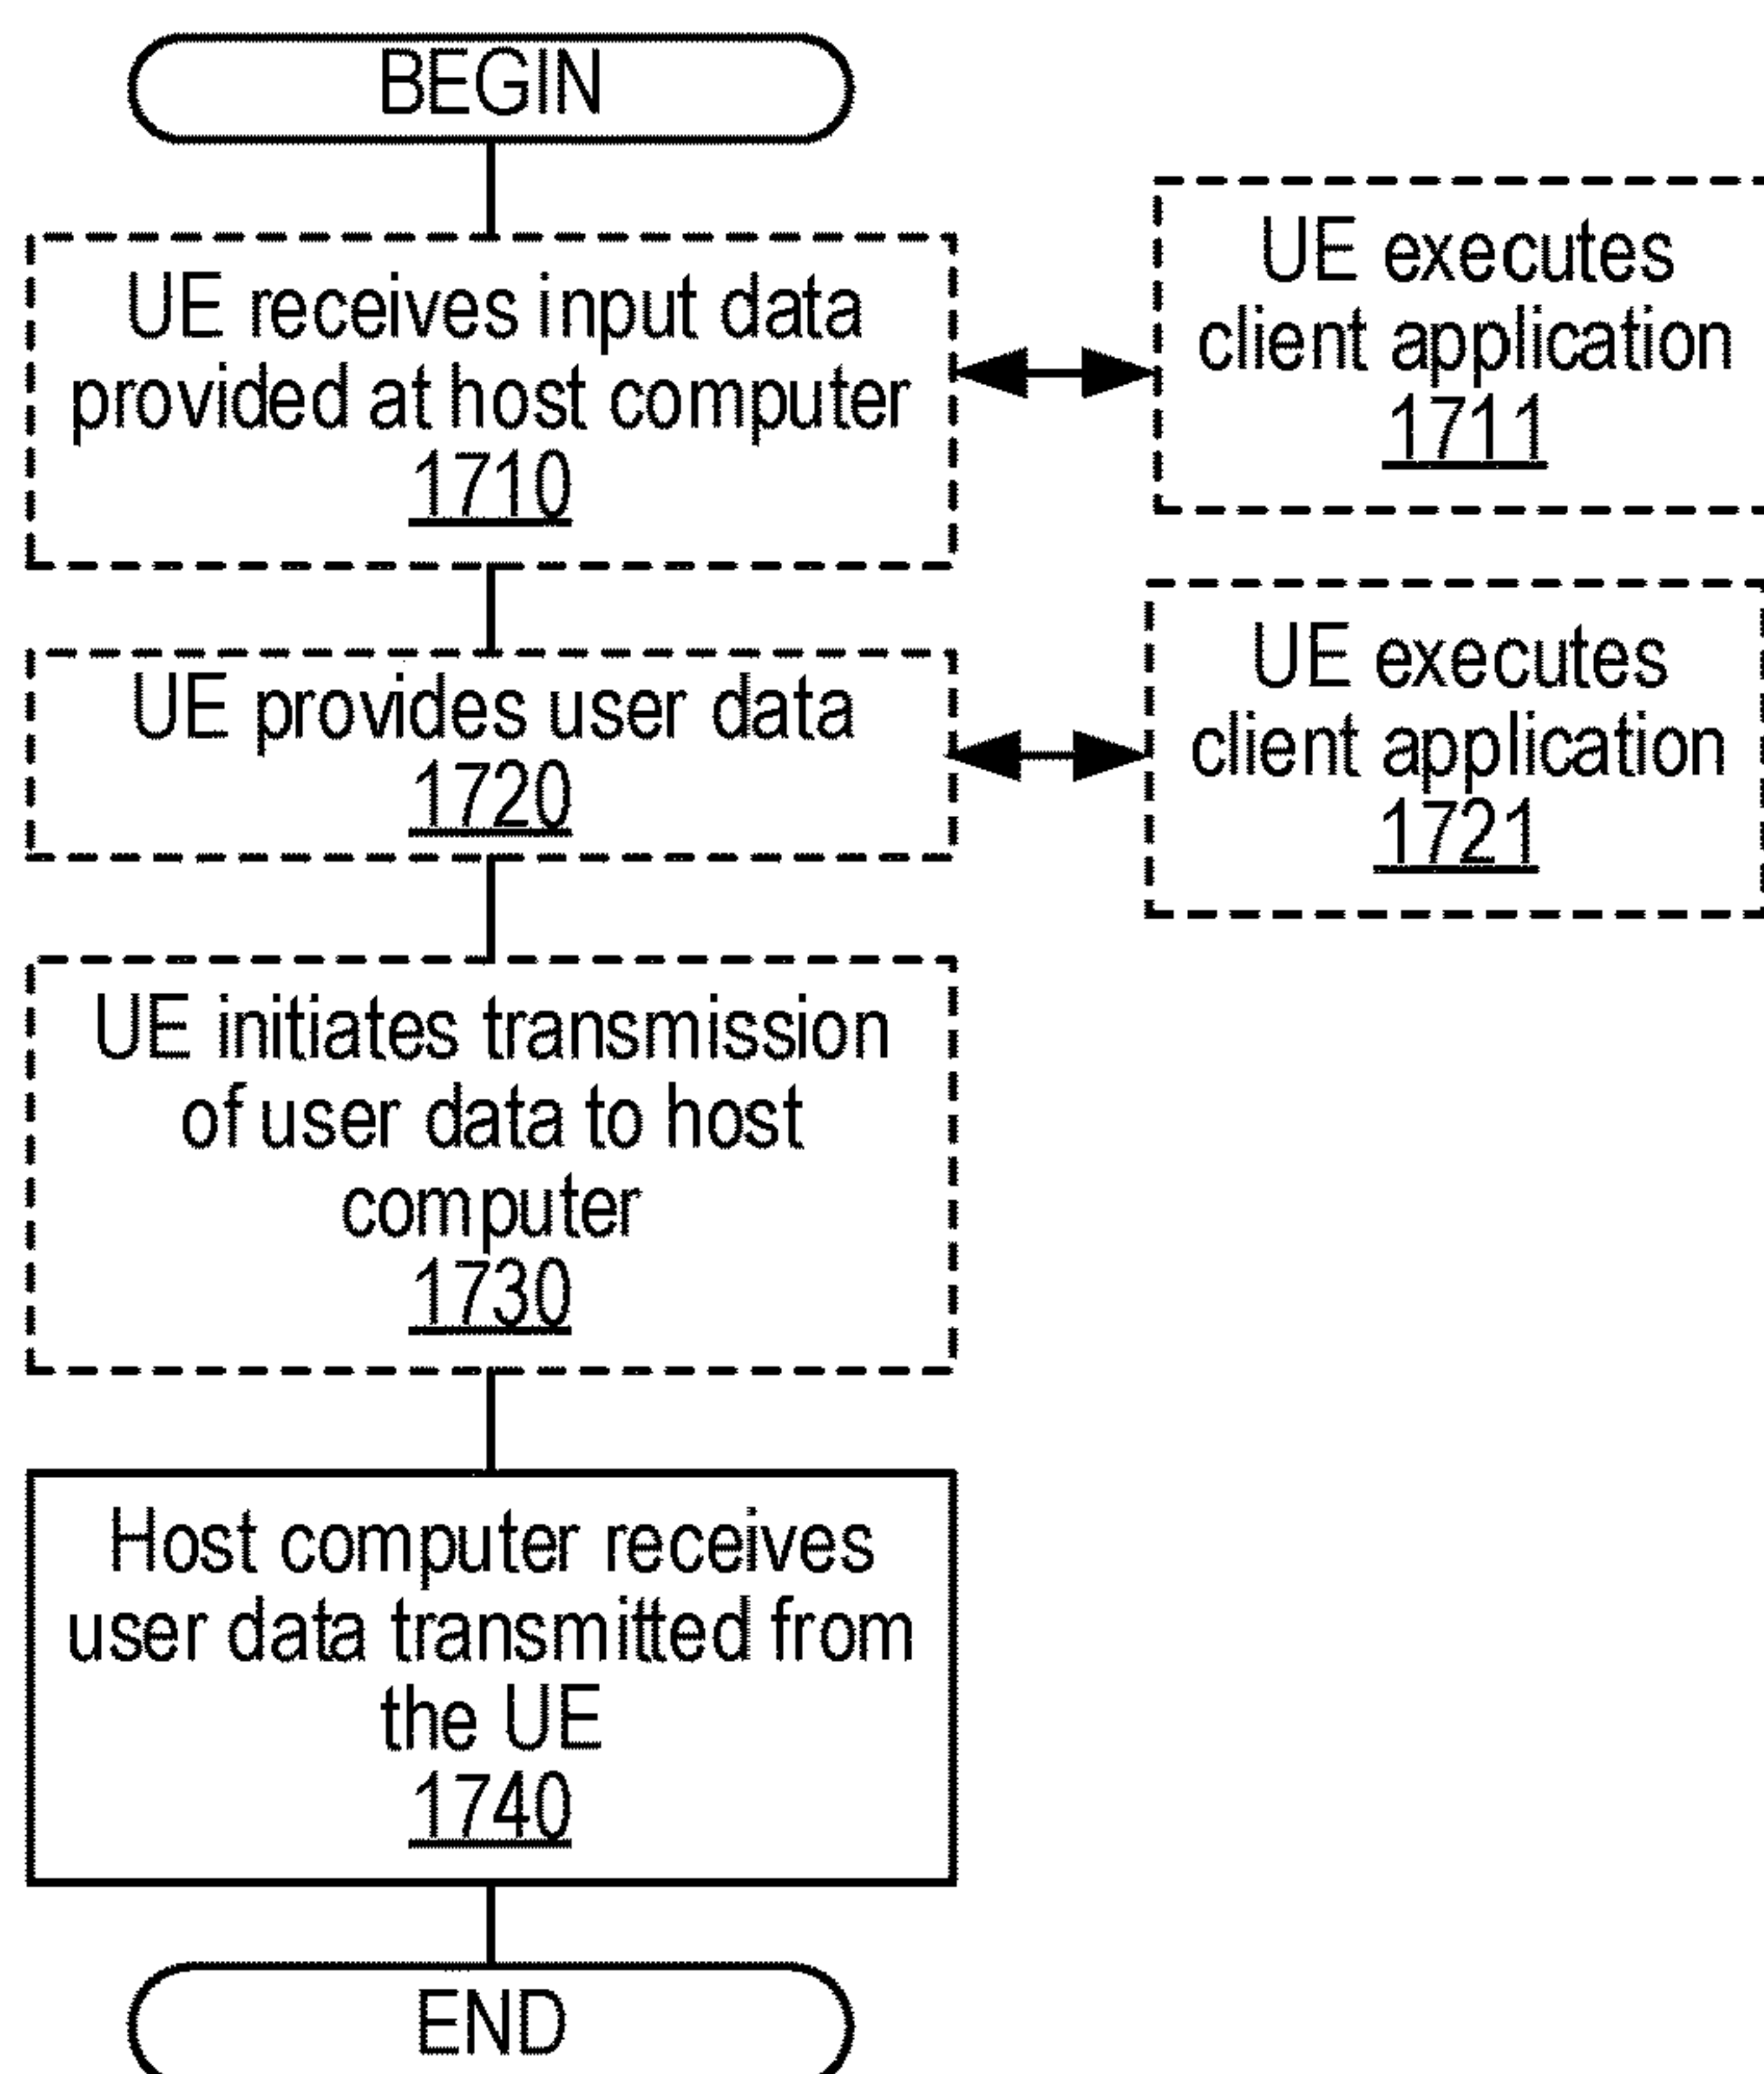 BEGIN
UE receives input data
provided at host computer
1710
UE executes
client application
1711
UE provides user data
1720
UE executes
client application
1721
UE initiates transmission
of user data to host
computer
1730
Host computer receives
user data transmitted from
the UE
1740
END